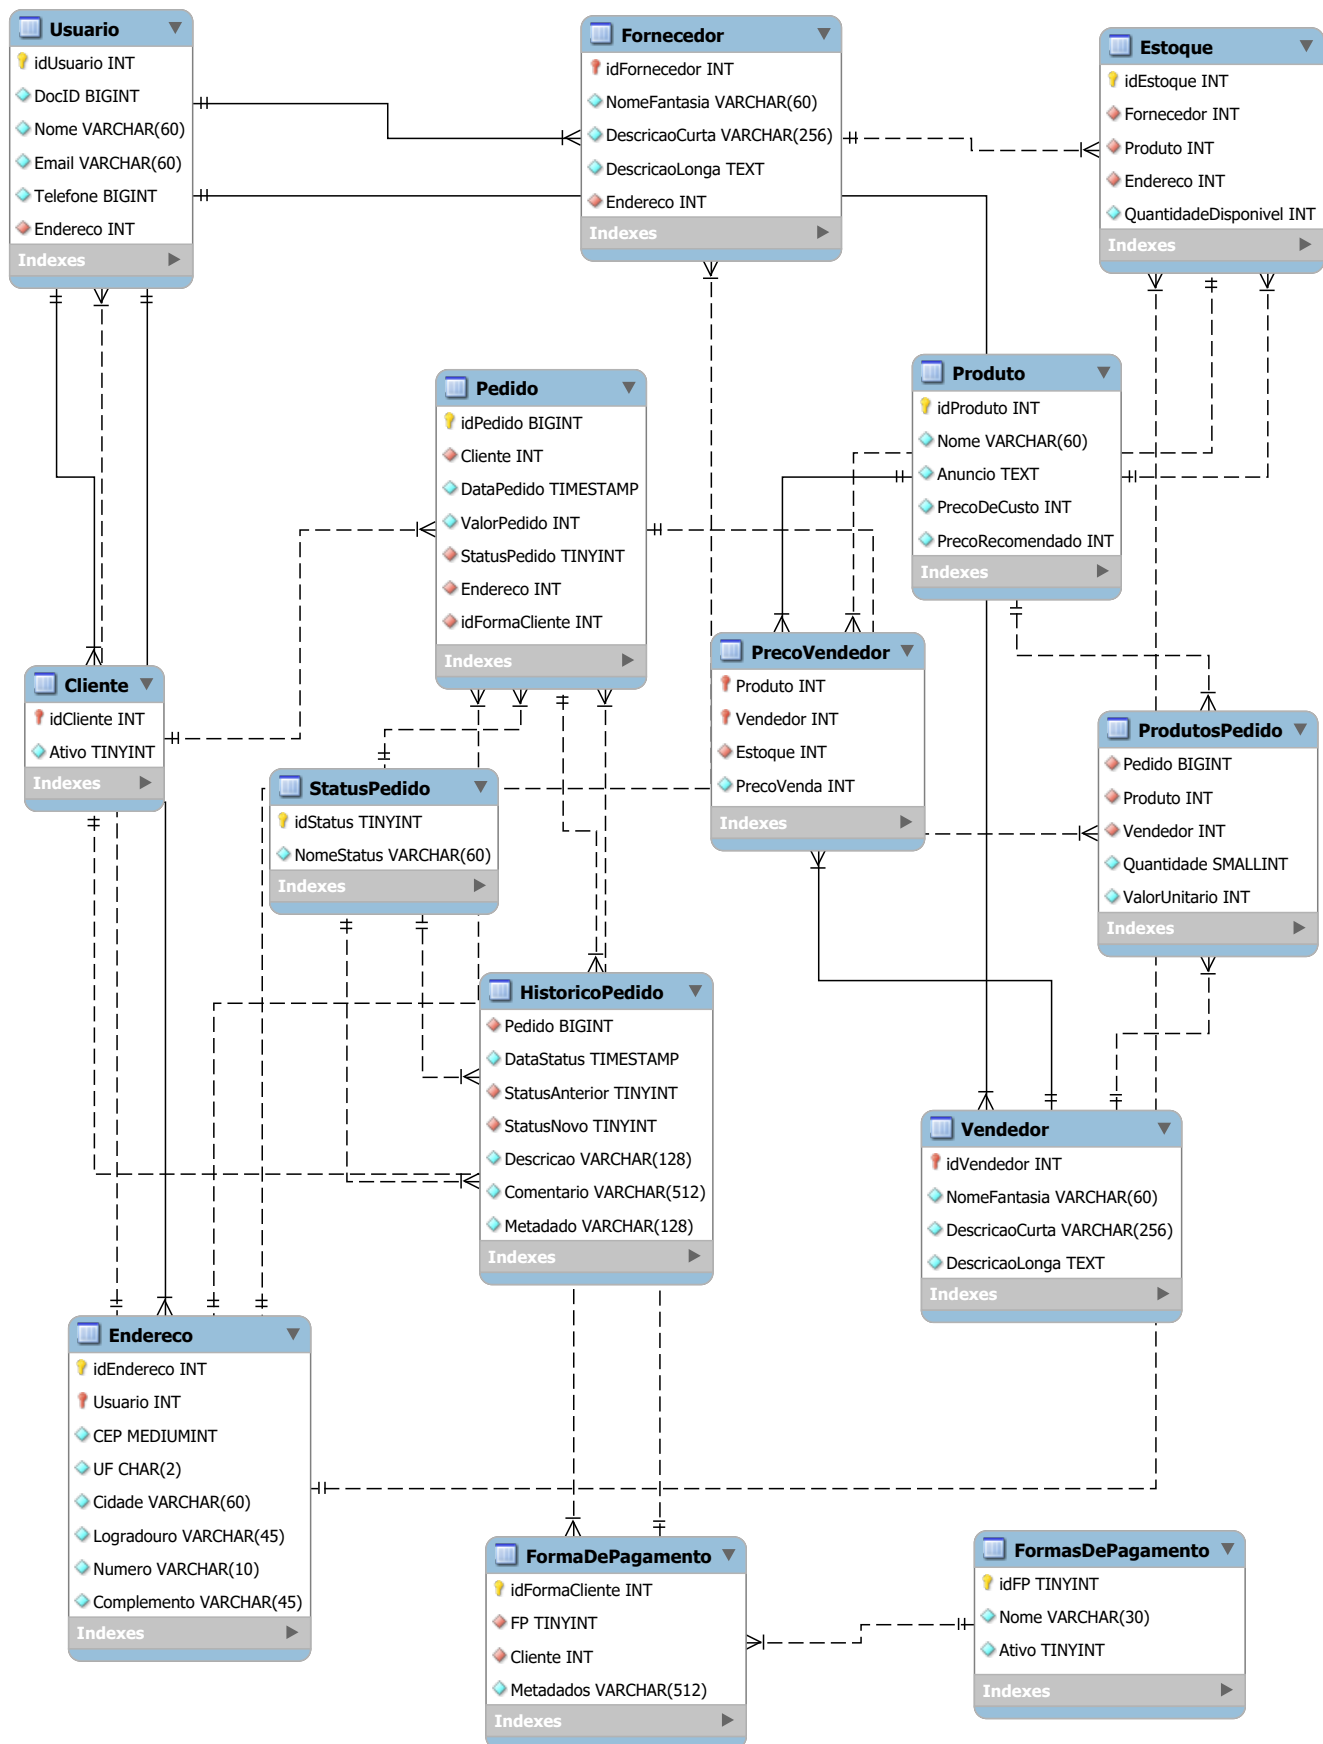 Usuario
idUsuario INT
DocID BIGINT
Nome VARCHAR(60)
Email VARCHAR(60)
Telefone BIGINT
Endereco INT
Indexes
Fornecedor
idFornecedor INT
NomeFantasia VARCHAR(60)
DescricaoCurta VARCHAR(256)
DescricaoLonga TEXT
Endereco INT
Indexes
Estoque
idEstoque INT
Fornecedor INT
Produto INT
Endereco INT
QuantidadeDisponivel INT
Indexes
Pedido
idPedido BIGINT
Cliente INT
DataPedido TIMESTAMP
ValorPedido INT
StatusPedido TINYINT
Endereco INT
idFormaCliente INT
Indexes
Produto
idProduto INT
Nome VARCHAR(60)
Anuncio TEXT
PrecoDeCusto INT
PrecoRecomendado INT
Indexes
Cliente
idCliente INT
Ativo TINYINT
Indexes
PrecoVendedor
Produto INT
Vendedor INT
Estoque INT
PrecoVenda INT
Indexes
ProdutosPedido
Pedido BIGINT
Produto INT
Vendedor INT
Quantidade SMALLINT
ValorUnitario INT
Indexes
StatusPedido
idStatus TINYINT
NomeStatus VARCHAR(60)
Indexes
HistoricoPedido
Pedido BIGINT
DataStatus TIMESTAMP
StatusAnterior TINYINT
StatusNovo TINYINT
Descricao VARCHAR(128)
Comentario VARCHAR(512)
Metadado VARCHAR(128)
Indexes
Vendedor
idVendedor INT
NomeFantasia VARCHAR(60)
DescricaoCurta VARCHAR(256)
DescricaoLonga TEXT
Indexes
Endereco
idEndereco INT
Usuario INT
CEP MEDIUMINT
UF CHAR(2)
Cidade VARCHAR(60)
Logradouro VARCHAR(45)
Numero VARCHAR(10)
Complemento VARCHAR(45)
Indexes
FormaDePagamento
idFormaCliente INT
FP TINYINT
Cliente INT
Metadados VARCHAR(512)
Indexes
FormasDePagamento
idFP TINYINT
Nome VARCHAR(30)
Ativo TINYINT
Indexes